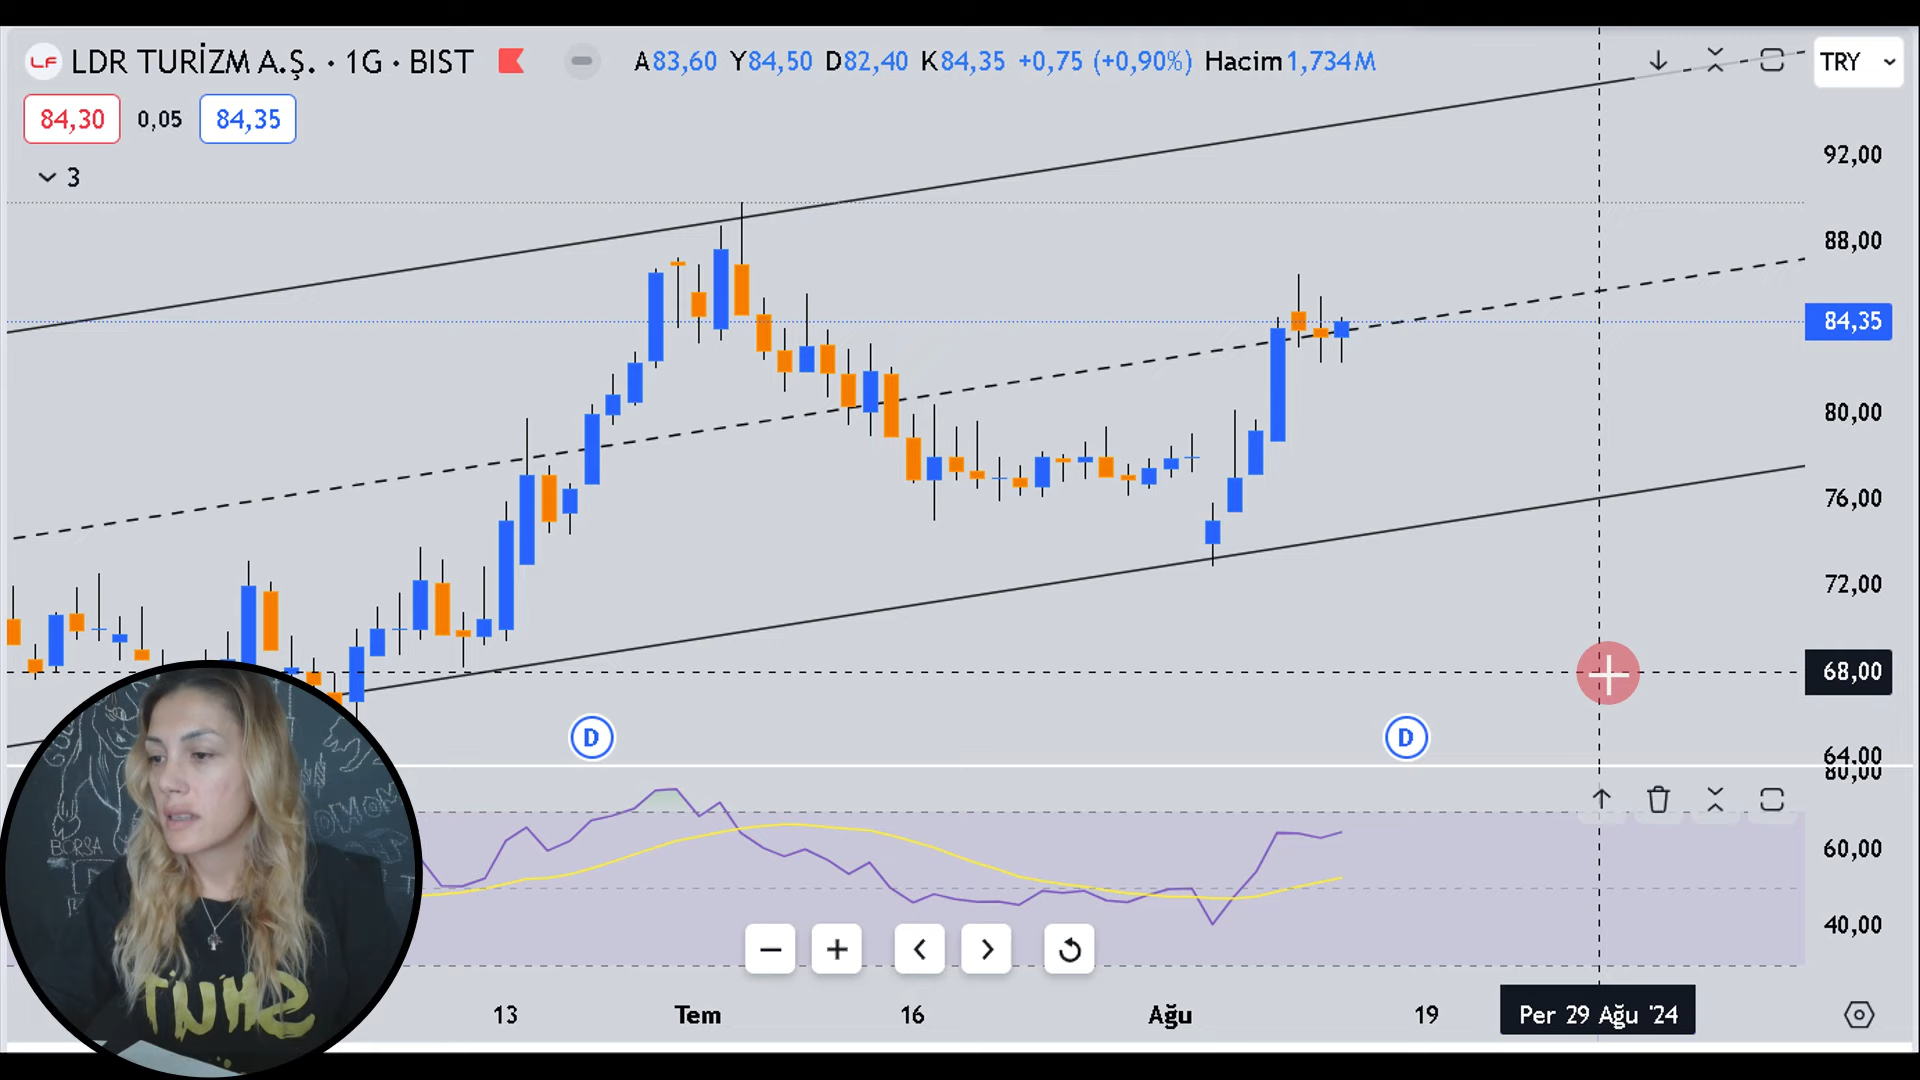 LF LDR TURİZM A.Ş. · 1G · BIST A83,60 Y84,50 D82,40 K84,35 +0,75 (+0,90%) Hacim1,734M TRY
84,30 0,05 84,35
3
92,00
88,00
84,35
80,00
76,00
72,00
68,00
D D
64,00
80,00
60,00
40,00
BORSA
13 Tem 16 Ağu 19 Per 29 Ağu '24